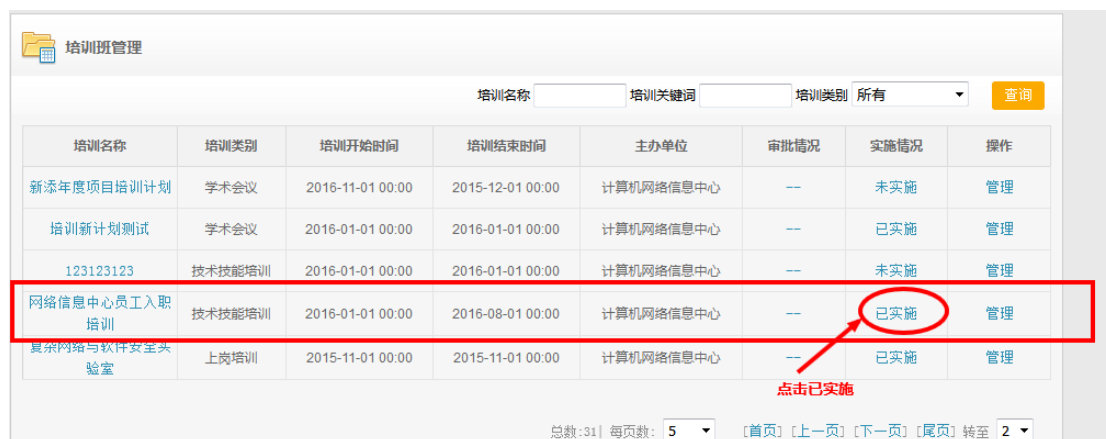 培训班管理
培训名称 培训关键词 培训类别 所有 查询
培训名称 培训类别 培训开始时间 培训结束时间 主办单位 审批情况 实施情况 操作
新添年度项目培训计划 学术会议 2016-11-01 00:00 2015-12-01 00:00 计算机网络信息中心 -- 未实施 管理
培训新计划测试 学术会议 2016-01-01 00:00 2016-01-01 00:00 计算机网络信息中心 -- 已实施 管理
123123123 技术技能培训 2016-01-01 00:00 2016-01-01 00:00 计算机网络信息中心 -- 未实施 管理
网络信息中心员工入职
培训 技术技能培训 2016-01-01 00:00 2016-08-01 00:00 计算机网络信息中心 -- 已实施 管理
复杂网络与软件安全实
验室 上岗培训 2015-11-01 00:00 2015-11-01 00:00 计算机网络信息中心 -- 已实施 管理
点击已实施
总数:31| 每页数: 5 [首页] [上一页] [下一页] [尾页] 转至 2